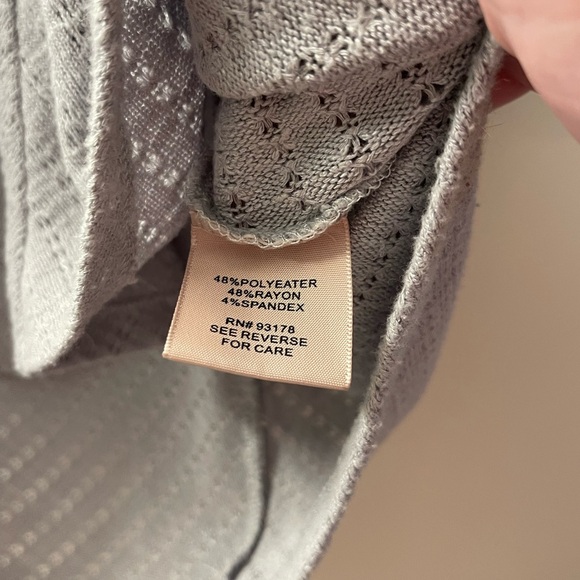 48%POLYEATER
48%RAYON
4%SPANDEX
RN# 93178
SEE REVERSE
FOR CARE